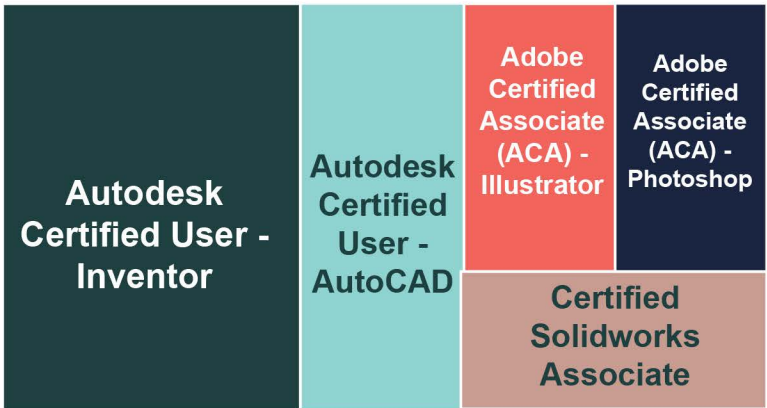 Autodesk
Certified User -
Inventor
Autodesk
Certified
User -
AutoCAD
Adobe
Certified
Associate
(ACA) -
Illustrator
Adobe
Certified
Associate
(ACA) -
Photoshop
Certified
Solidworks
Associate